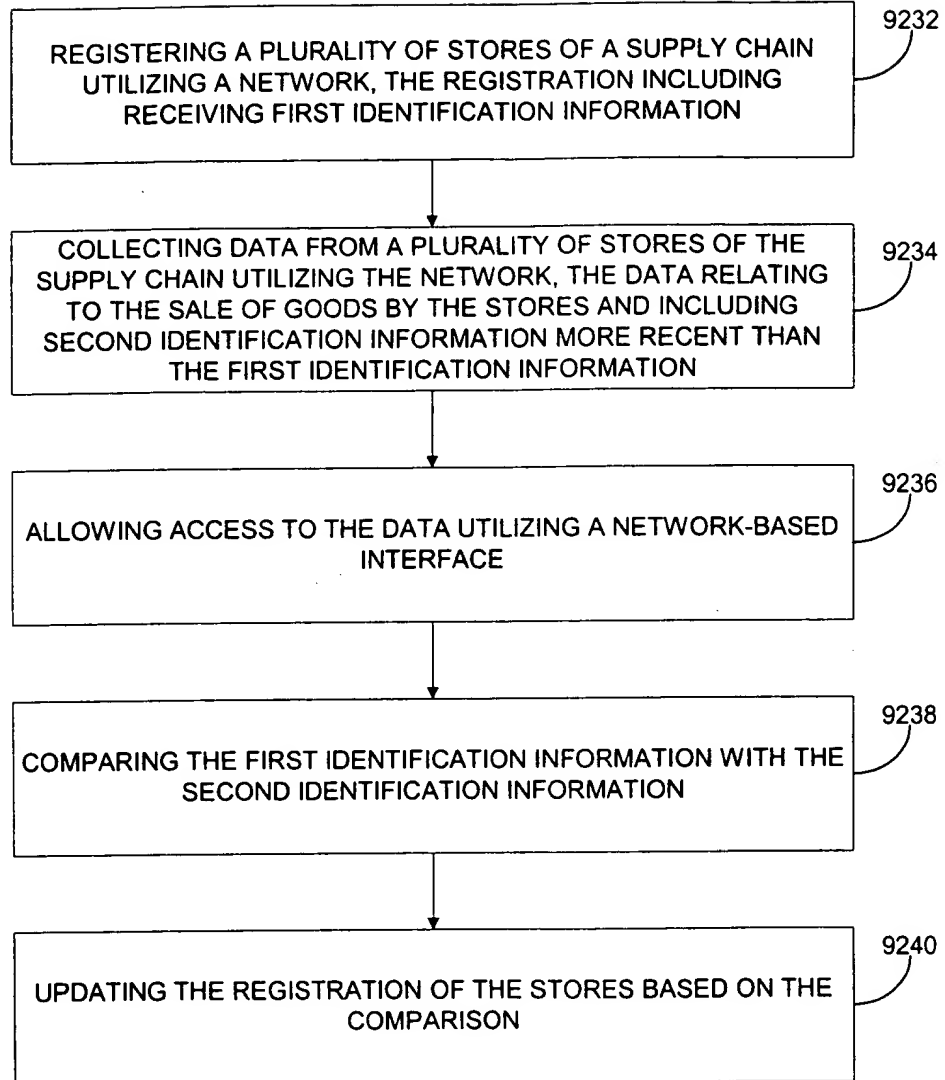 9232
REGISTERING A PLURALITY OF STORES OF A SUPPLY CHAIN
UTILIZING A NETWORK, THE REGISTRATION INCLUDING
RECEIVING FIRST IDENTIFICATION INFORMATION
9234
COLLECTING DATA FROM A PLURALITY OF STORES OF THE
SUPPLY CHAIN UTILIZING THE NETWORK, THE DATA RELATING
TO THE SALE OF GOODS BY THE STORES AND INCLUDING
SECOND IDENTIFICATION INFORMATION MORE RECENT THAN
THE FIRST IDENTIFICATION INFORMATION
9236
ALLOWING ACCESS TO THE DATA UTILIZING A NETWORK-BASED
INTERFACE
9238
COMPARING THE FIRST IDENTIFICATION INFORMATION WITH THE
SECOND IDENTIFICATION INFORMATION
9240
UPDATING THE REGISTRATION OF THE STORES BASED ON THE
COMPARISON